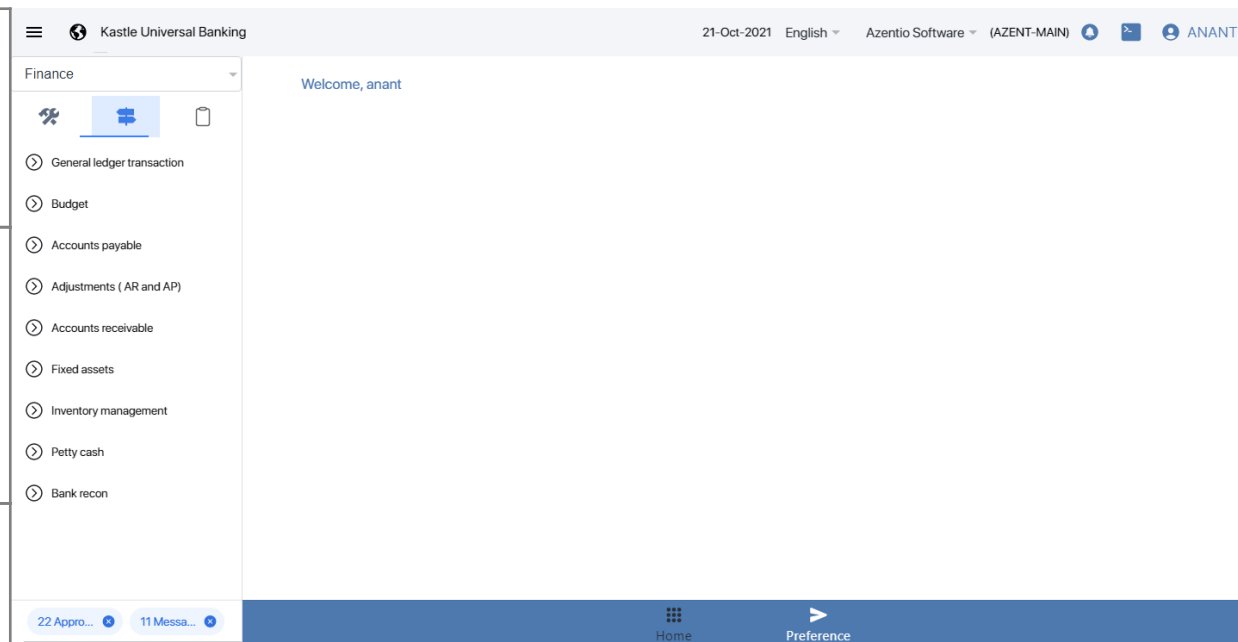 Kastle Universal Banking 21-Oct-2021 English Azentio Software (AZENT-MAIN) ANANT
Finance
Welcome, anant
General ledger transaction
Budget
Accounts payable
Adjustments ( AR and AP)
Accounts receivable
Fixed assets
Inventory management
Petty cash
Bank recon
22 Appro... 11 Messa...
Home Preference